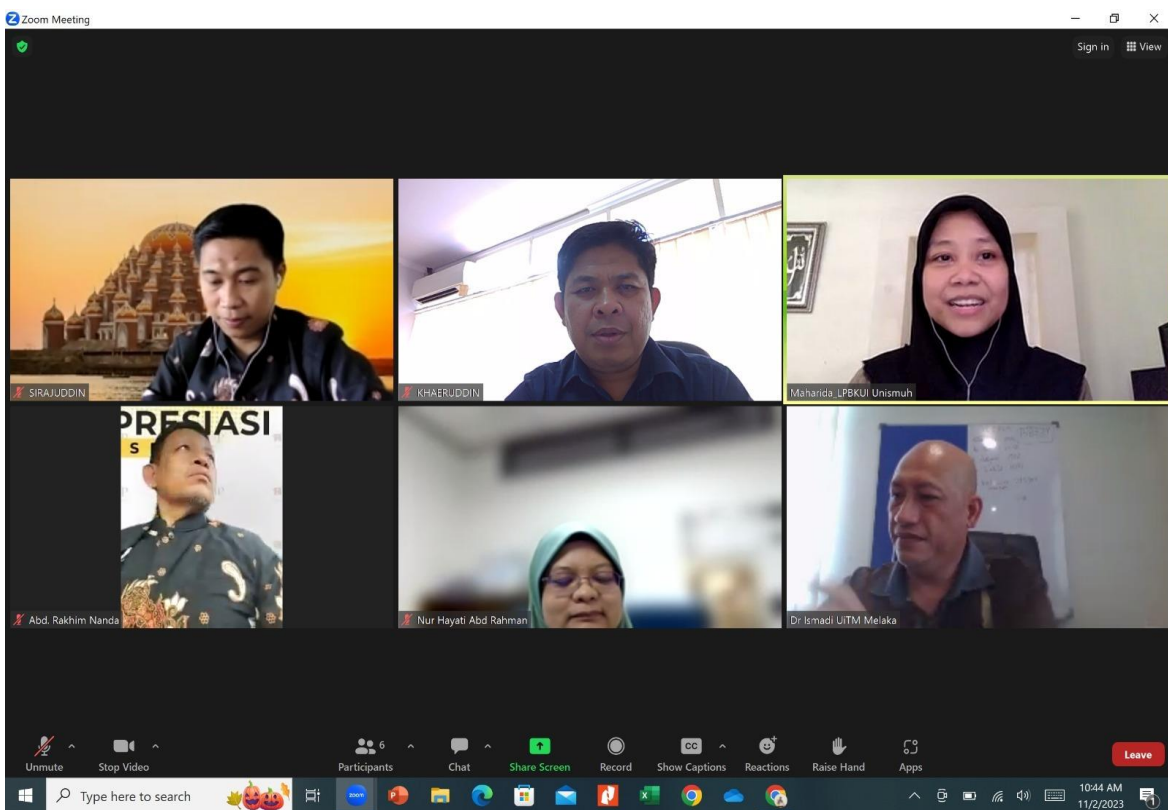 Zoom Meeting
Sign in View
SIRAJUDDIN
KHAERUDDIN
Maharida_LPBKUI Unismuh
PRESIASI
S
Abd. Rakhim Nanda
Nur Hayati Abd Rahman
Dr Ismadi UiTM Melaka
Unmute
Stop Video
6
Participants
Chat
Share Screen
Record
CC
Show Captions
Reactions
Raise Hand
Apps
Leave
Type here to search
zoom
10:44 AM
11/2/2023